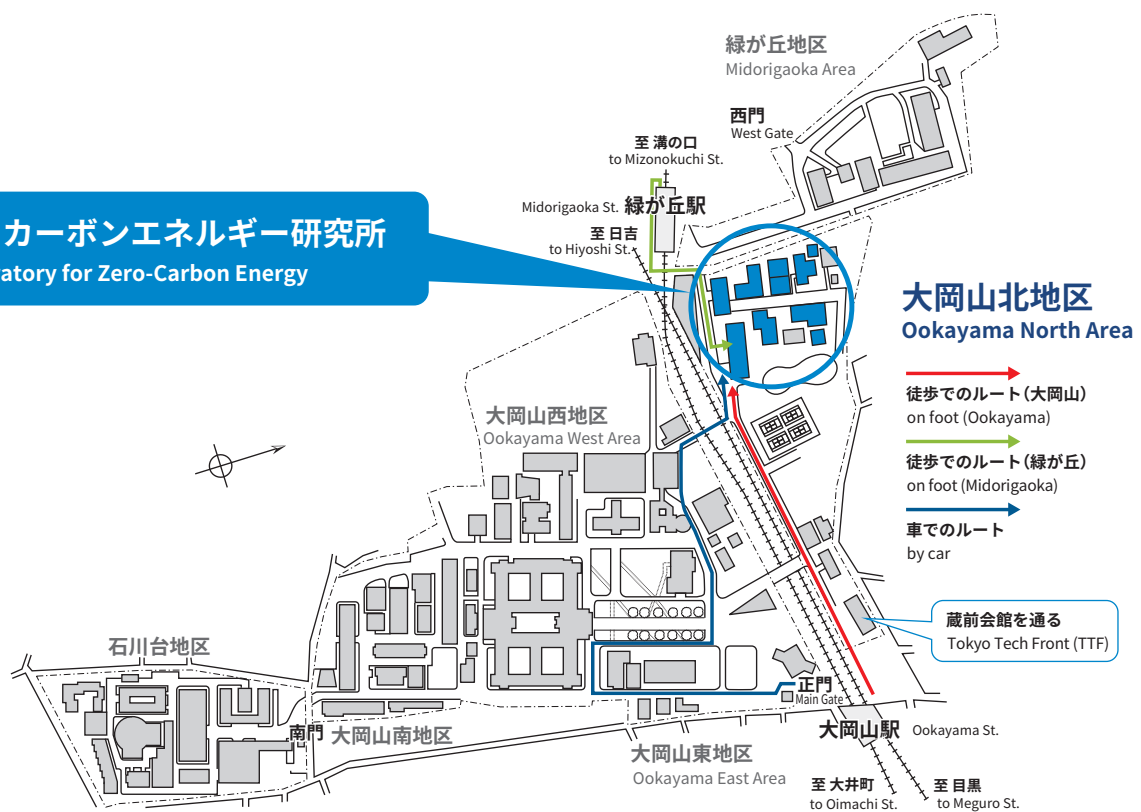 緑が丘地区
Midorigaoka Area
西門
West Gate
至 溝の口
to Mizonokuchi St.
Midorigaoka St. 緑が丘駅
至 日吉
to Hiyoshi St.
カーボンエネルギー研究所
ratory for Zero-Carbon Energy
大岡山北地区
Ookayama North Area
徒歩でのルート(大岡山)
on foot (Ookayama)
徒歩でのルート(緑が丘)
on foot (Midorigaoka)
車でのルート
by car
大岡山西地区
Ookayama West Area
蔵前会館を通る
Tokyo Tech Front (TTF)
石川台地区
正門
Main Gate
南門
大岡山南地区
大岡山駅 Ookayama St.
大岡山東地区
Ookayama East Area
至 大井町
to Oimachi St.
至 目黒
to Meguro St.